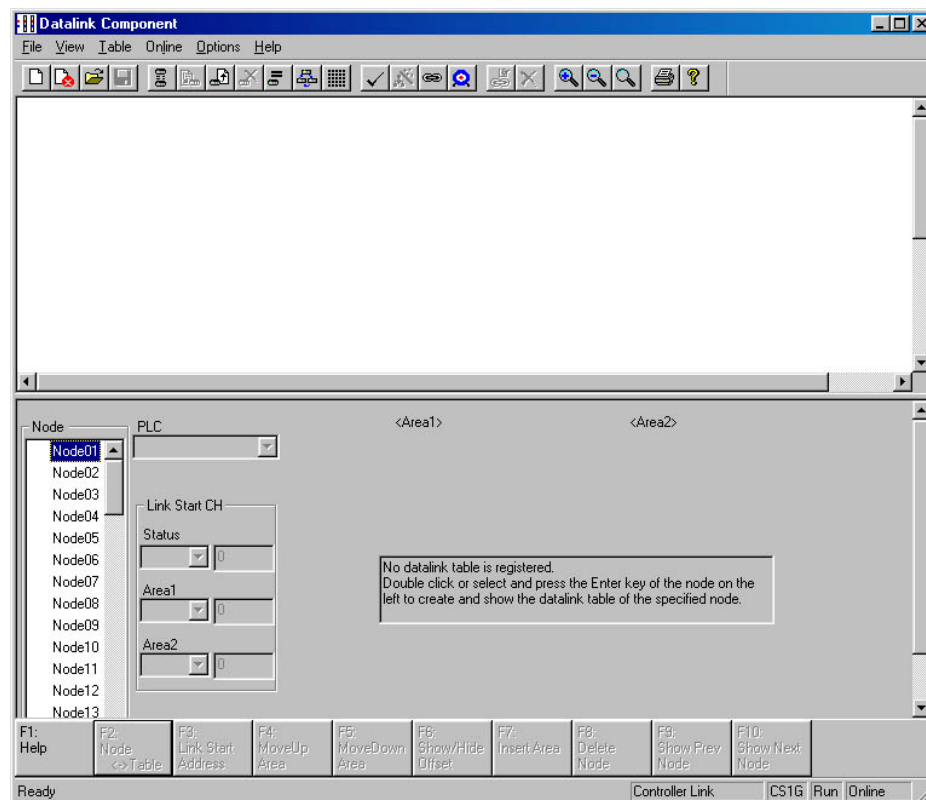 Datalink Component
File View Table Online Options Help
Node
PLC
<Area1>
<Area2>
Node01
Node02
Node03
Node04
Node05
Node06
Node07
Node08
Node09
Node10
Node11
Node12
Node13
Link Start CH
Status
0
Area1
0
Area2
0
No datalink table is registered.
Double click or select and press the Enter key of the node on the
left to create and show the datalink table of the specified node.
F1:
Help
F2:
Node
<->Table
F3:
Link Start
Address
F4:
MoveUp
Area
F5:
MoveDown
Area
F6:
Show/Hide
Offset
F7:
Insert Area
F8:
Delete
Node
F9:
Show Prev
Node
F10:
Show Next
Node
Ready
Controller Link
CS1G
Run
Online